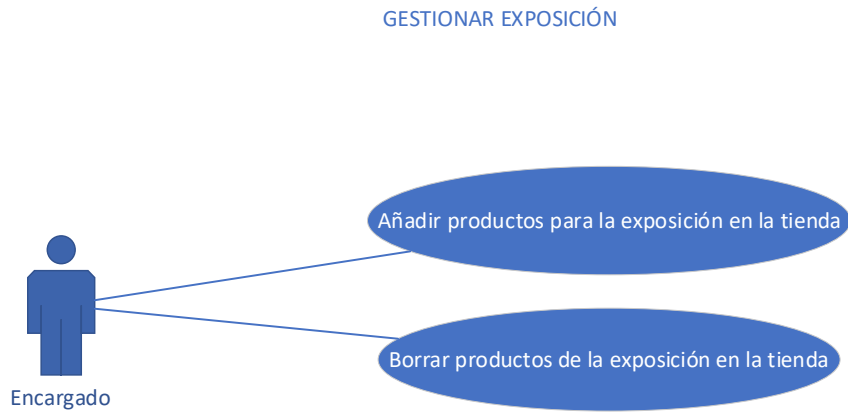 GESTIONAR EXPOSICIÓN
Añadir productos para la exposición en la tienda
Borrar productos de la exposición en la tienda
Encargado